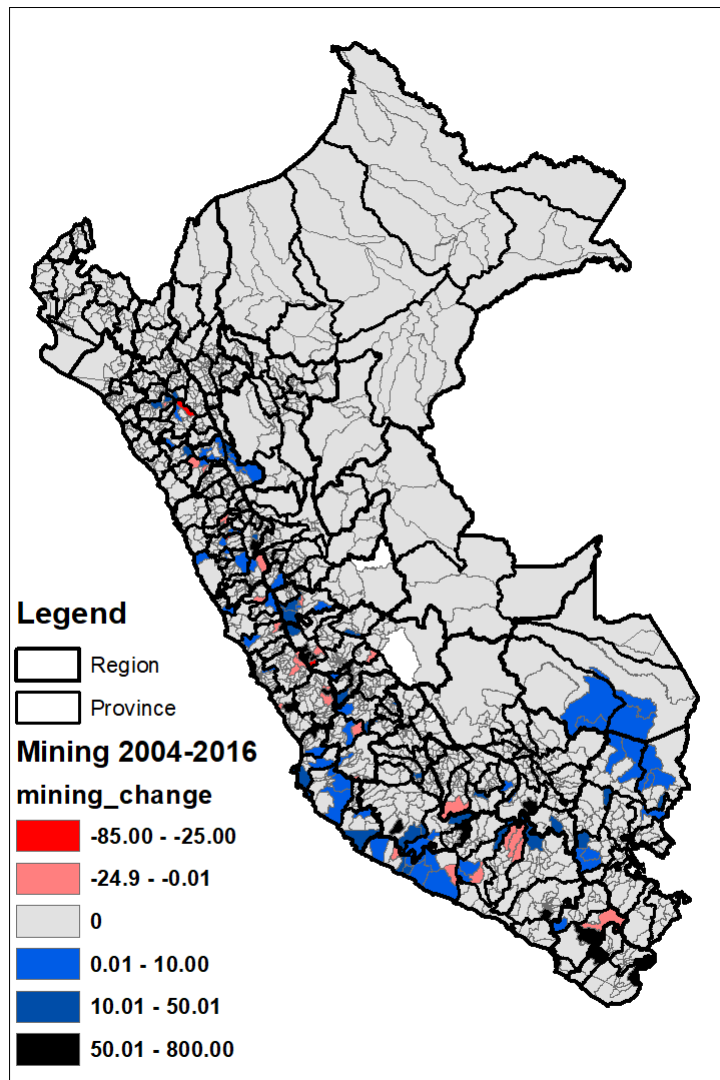 Legend
Region
Province
Mining 2004-2016
mining_change
-85.00 - -25.00
-24.9 - -0.01
0
0.01 - 10.00
10.01 - 50.01
50.01 - 800.00